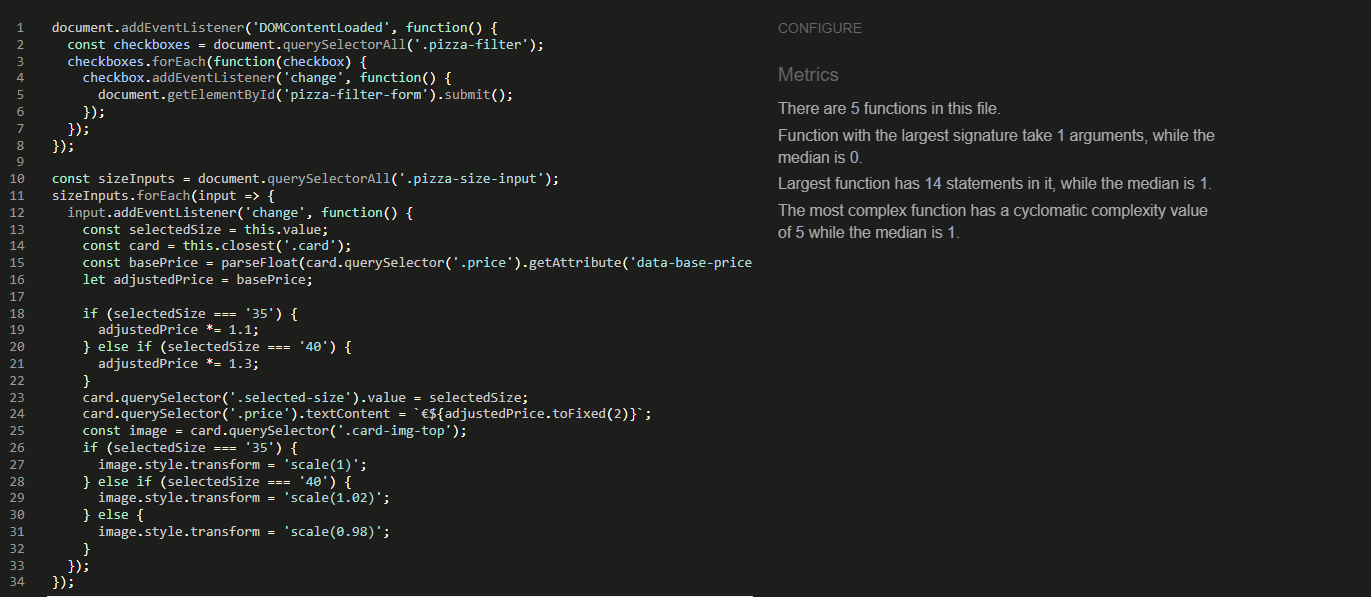 1 document.addEventListener('DOMContentLoaded', function() {
2   const checkboxes = document.querySelectorAll('.pizza-filter');
3   checkboxes.forEach(function(checkbox) {
4     checkbox.addEventListener('change', function() {
5       document.getElementById('pizza-filter-form').submit();
6     });
7   });
8 });
9
10 const sizeInputs = document.querySelectorAll('.pizza-size-input');
11 sizeInputs.forEach(input => {
12   input.addEventListener('change', function() {
13     const selectedSize = this.value;
14     const card = this.closest('.card');
15     const basePrice = parseFloat(card.querySelector('.price').getAttribute('data-base-price
16     let adjustedPrice = basePrice;
17
18     if (selectedSize === '35') {
19       adjustedPrice *= 1.1;
20     } else if (selectedSize === '40') {
21       adjustedPrice *= 1.3;
22     }
23     card.querySelector('.selected-size').value = selectedSize;
24     card.querySelector('.price').textContent = `€${adjustedPrice.toFixed(2)}`;
25     const image = card.querySelector('.card-img-top');
26     if (selectedSize === '35') {
27       image.style.transform = 'scale(1)';
28     } else if (selectedSize === '40') {
29       image.style.transform = 'scale(1.02)';
30     } else {
31       image.style.transform = 'scale(0.98)';
32     }
33   });
34 });
CONFIGURE
Metrics
There are 5 functions in this file.
Function with the largest signature take 1 arguments, while the
median is 0.
Largest function has 14 statements in it, while the median is 1.
The most complex function has a cyclomatic complexity value
of 5 while the median is 1.